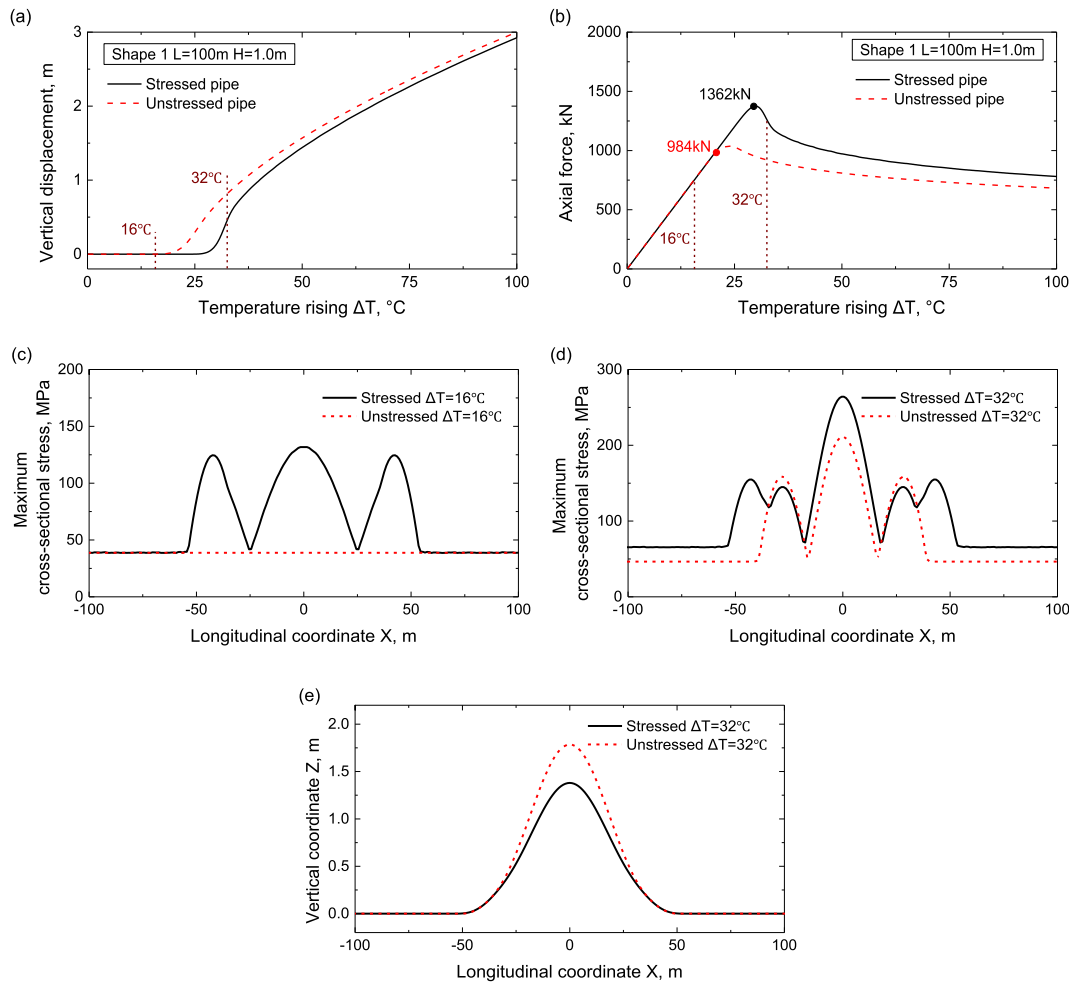 (a)
Shape 1 L=100m H=1.0m
Stressed pipe
Unstressed pipe
32℃
16℃
3
2
1
0
Vertical displacement, m
0
25
50
75
100
Temperature rising ΔT, °C
(b)
Shape 1 L=100m H=1.0m
Stressed pipe
Unstressed pipe
1362kN
984kN
32℃
16℃
2000
1500
1000
500
0
Axial force, kN
0
25
50
75
100
Temperature rising ΔT, °C
(c)
Stressed ΔT=16℃
Unstressed ΔT=16℃
200
150
100
50
0
Maximum
cross-sectional stress, MPa
-100
-50
0
50
100
Longitudinal coordinate X, m
(d)
Stressed ΔT=32℃
Unstressed ΔT=32℃
300
200
100
0
Maximum
cross-sectional stress, MPa
-100
-50
0
50
100
Longitudinal coordinate X, m
(e)
Stressed ΔT=32℃
Unstressed ΔT=32℃
2.0
1.5
1.0
0.5
0.0
Vertical coordinate Z, m
-100
-50
0
50
100
Longitudinal coordinate X, m